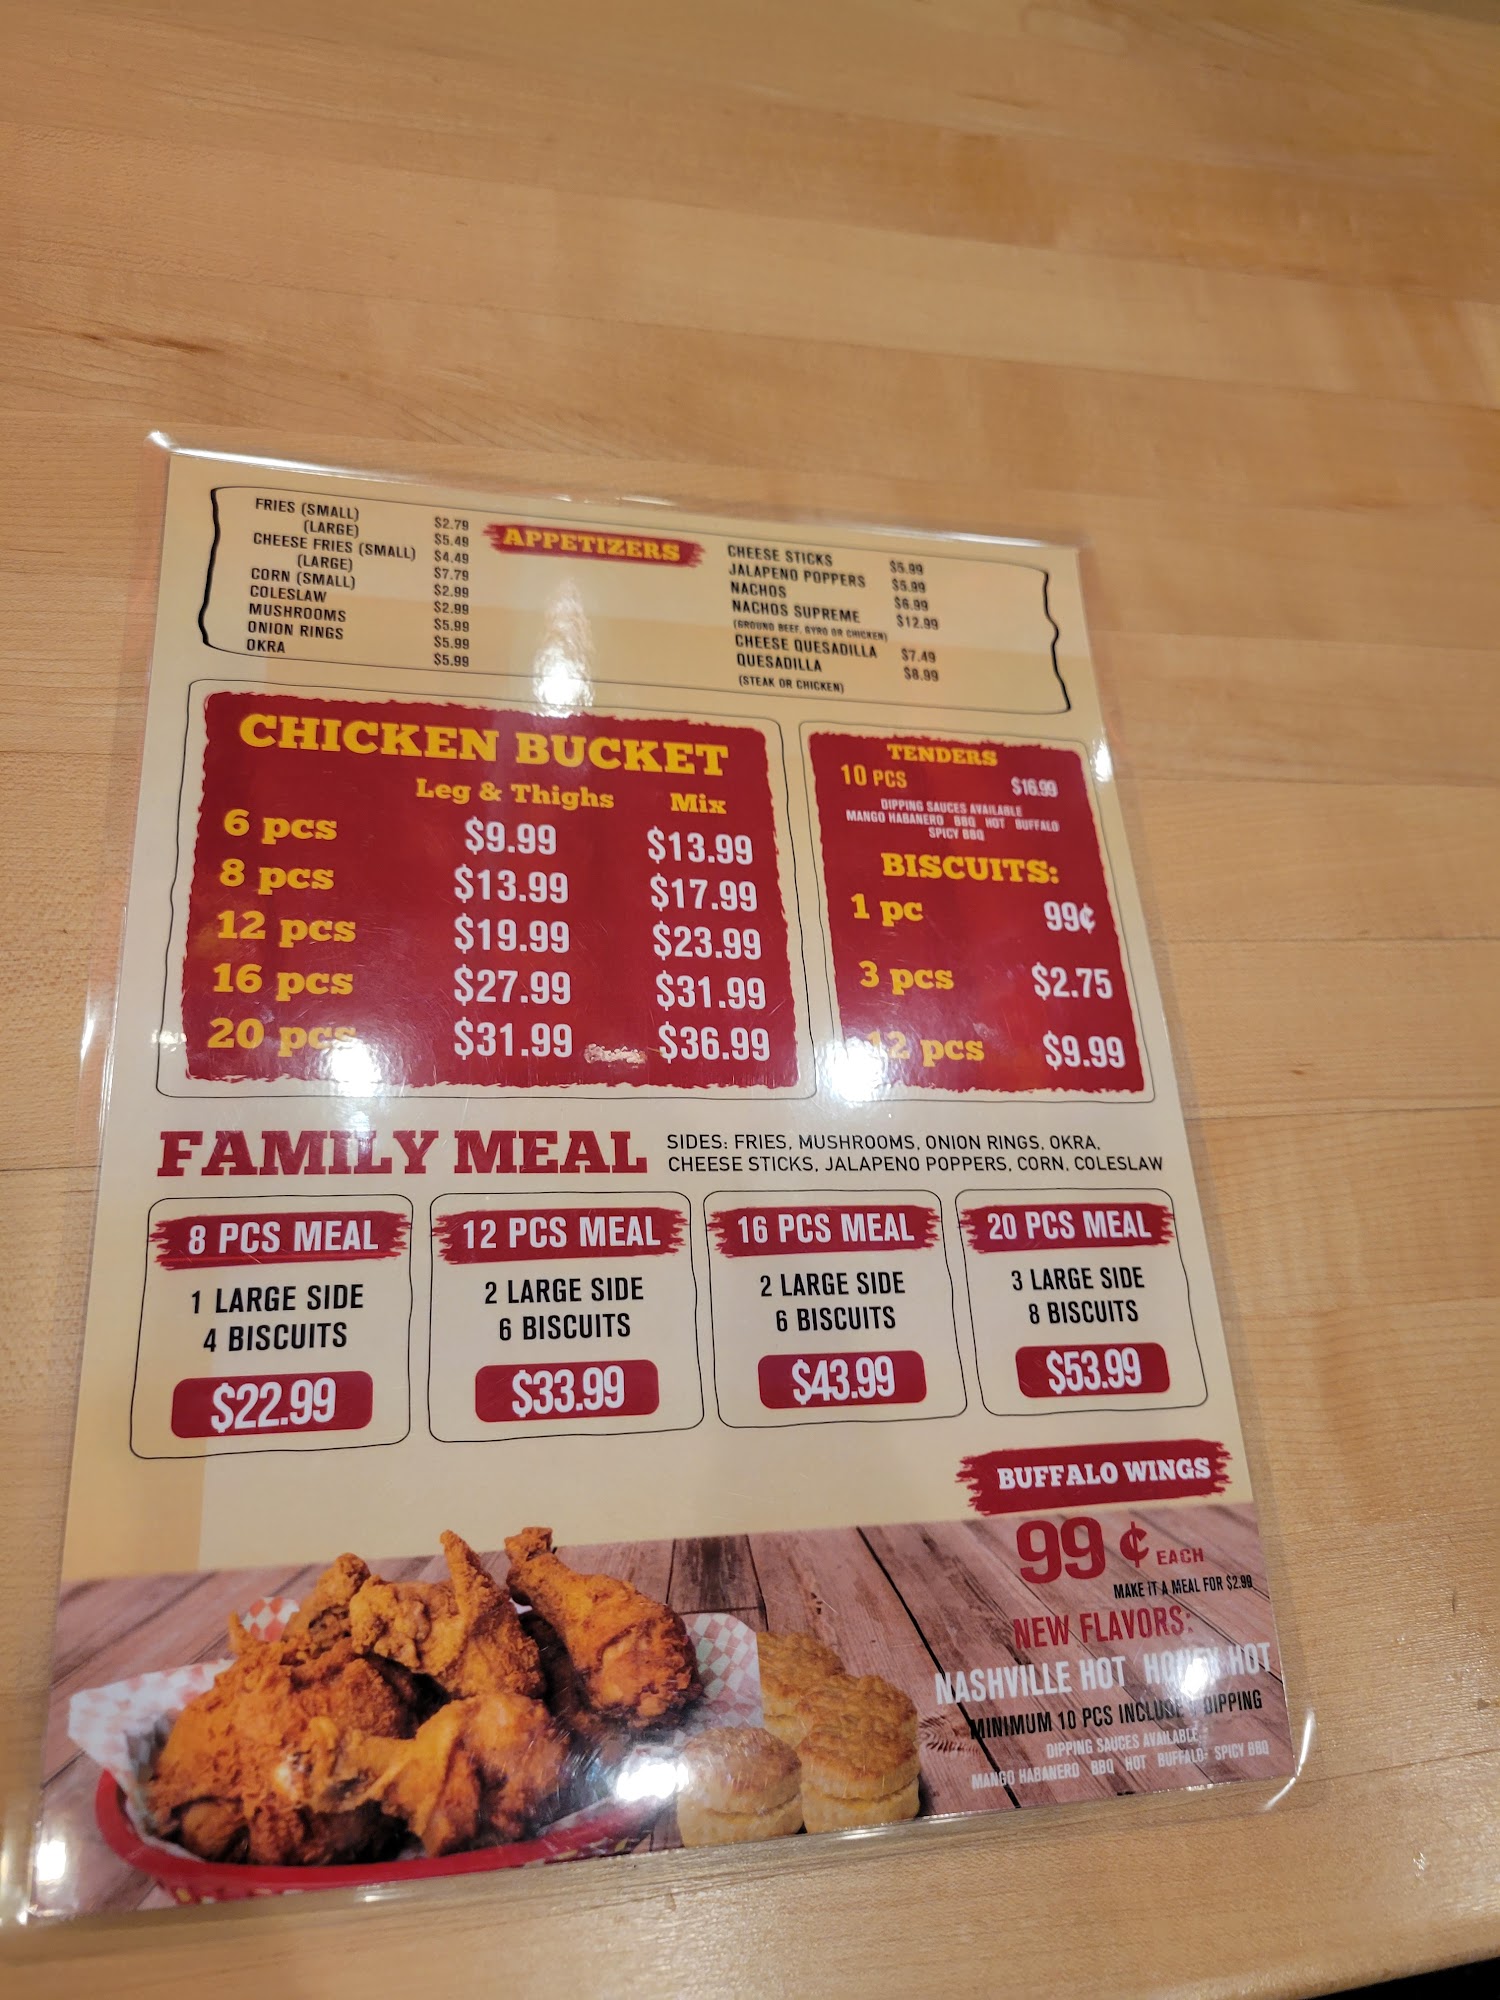 FRIES (SMALL) $2.79
(LARGE) $5.49
CHEESE FRIES (SMALL) $4.49
(LARGE) $7.79
CORN (SMALL) $2.99
COLESLAW $2.99
MUSHROOMS $5.99
ONION RINGS $5.99
OKRA $5.99
APPETIZERS
CHEESE STICKS $5.99
JALAPENO POPPERS $5.99
NACHOS $6.99
NACHOS SUPREME $12.99
(GROUND BEEF, GYRO OR CHICKEN)
CHEESE QUESADILLA $7.49
QUESADILLA $8.99
(STEAK OR CHICKEN)
CHICKEN BUCKET
Leg & Thighs Mix
6 pcs $9.99 $13.99
8 pcs $13.99 $17.99
12 pcs $19.99 $23.99
16 pcs $27.99 $31.99
20 pcs $31.99 $36.99
TENDERS
10 PCS $16.99
DIPPING SAUCES AVAILABLE
MANGO HABANERO BBQ HOT BUFFALO
SPICY BBQ
BISCUITS:
1 pc 99¢
3 pcs $2.75
12 pcs $9.99
FAMILY MEAL
SIDES: FRIES, MUSHROOMS, ONION RINGS, OKRA,
CHEESE STICKS, JALAPENO POPPERS, CORN, COLESLAW
8 PCS MEAL
1 LARGE SIDE
4 BISCUITS
$22.99
12 PCS MEAL
2 LARGE SIDE
6 BISCUITS
$33.99
16 PCS MEAL
2 LARGE SIDE
6 BISCUITS
$43.99
20 PCS MEAL
3 LARGE SIDE
8 BISCUITS
$53.99
BUFFALO WINGS
99¢ EACH
MAKE IT A MEAL FOR $2.99
NEW FLAVORS:
NASHVILLE HOT HONEY HOT
MINIMUM 10 PCS INCLUDE DIPPING
DIPPING SAUCES AVAILABLE
MANGO HABANERO BBQ HOT BUFFALO SPICY BBQ